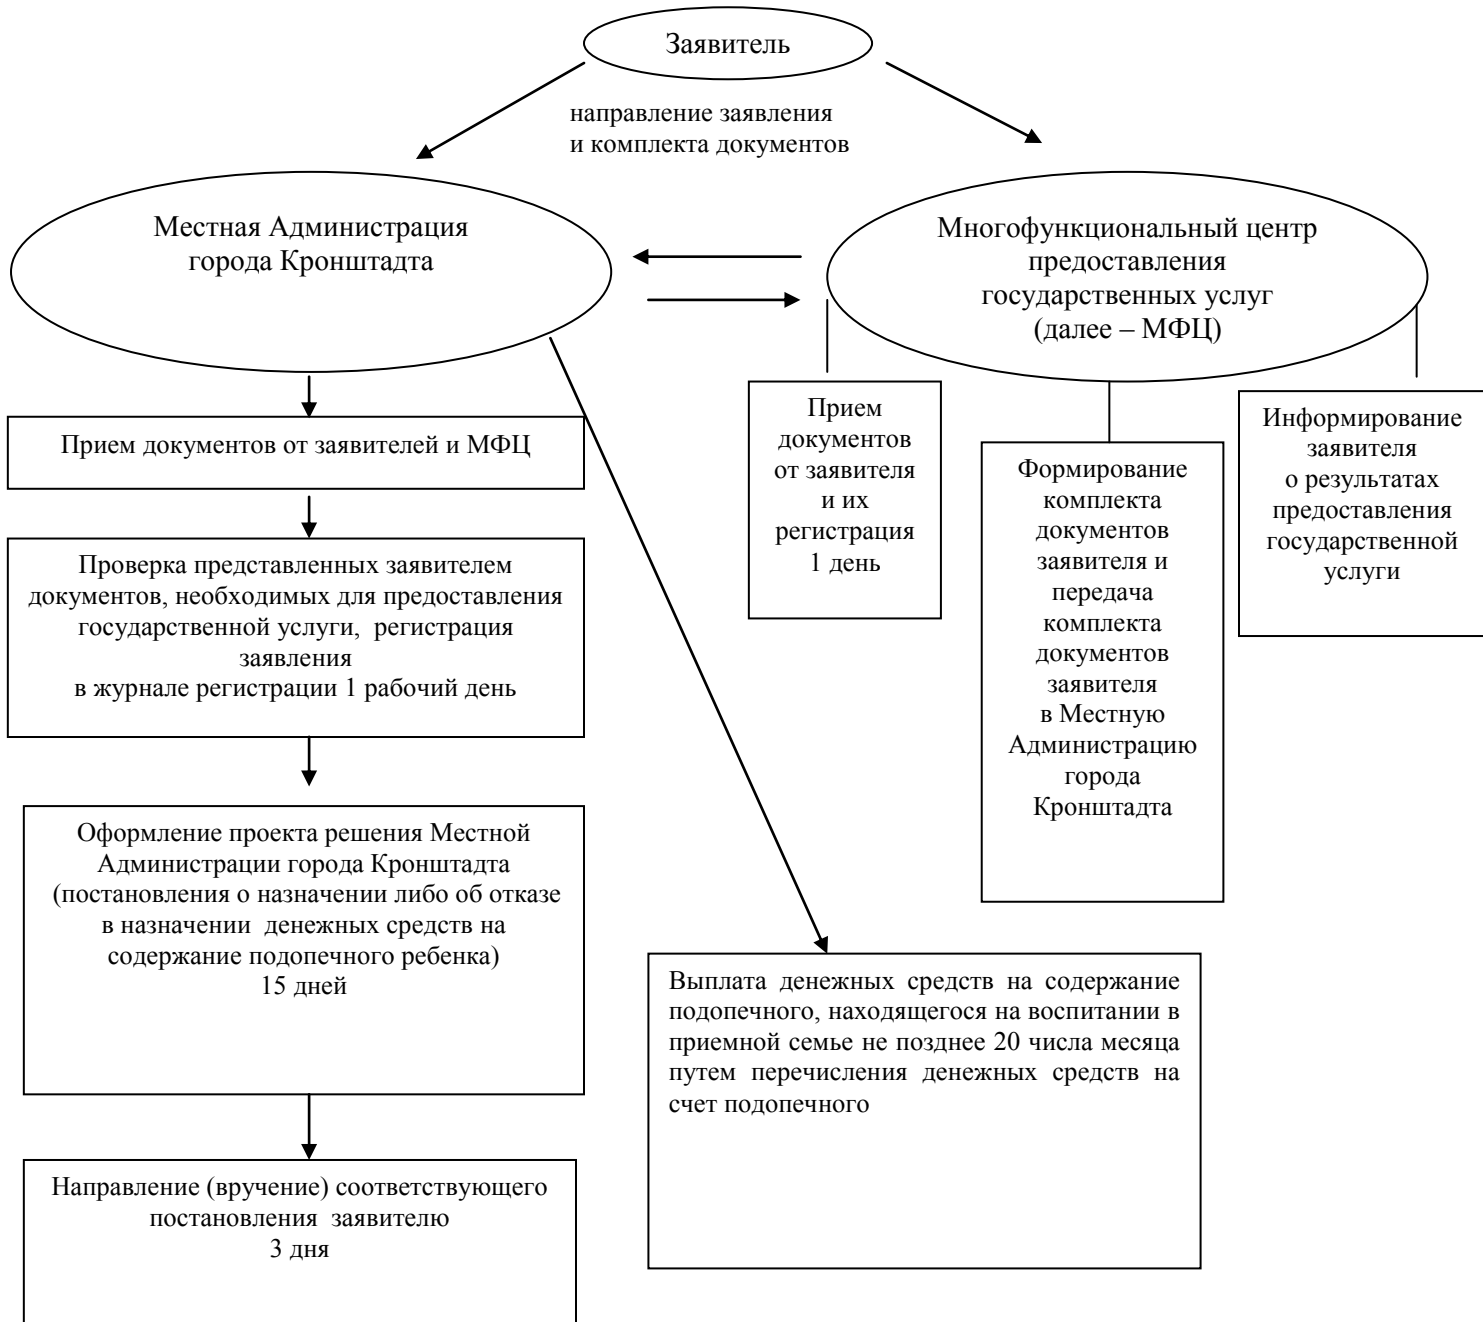 Заявитель
направление заявления
и комплекта документов
Местная Администрация
города Кронштадта
Многофункциональный центр
предоставления
государственных услуг
(далее – МФЦ)
Прием документов от заявителей и МФЦ
Проверка представленных заявителем
документов, необходимых для предоставления
государственной услуги, регистрация
заявления
в журнале регистрации 1 рабочий день
Оформление проекта решения Местной
Администрации города Кронштадта
(постановления о назначении либо об отказе
в назначении денежных средств на
содержание подопечного ребенка)
15 дней
Направление (вручение) соответствующего
постановления заявителю
3 дня
Выплата денежных средств на содержание
подопечного, находящегося на воспитании в
приемной семье не позднее 20 числа месяца
путем перечисления денежных средств на
счет подопечного
Прием
документов
от заявителя
и их
регистрация
1 день
Формирование
комплекта
документов
заявителя и
передача
комплекта
документов
заявителя
в Местную
Администрацию
города
Кронштадта
Информирование
заявителя
о результатах
предоставления
государственной
услуги